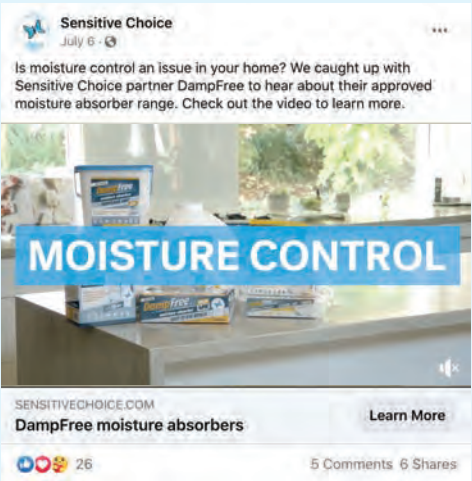 Sensitive Choice
July 6 ·
Is moisture control an issue in your home? We caught up with
Sensitive Choice partner DampFree to hear about their approved
moisture absorber range. Check out the video to learn more.
DampFree
MOISTURE CONTROL
DampFree
SENSITIVECHOICE.COM
DampFree moisture absorbers
Learn More
26
5 Comments 6 Shares